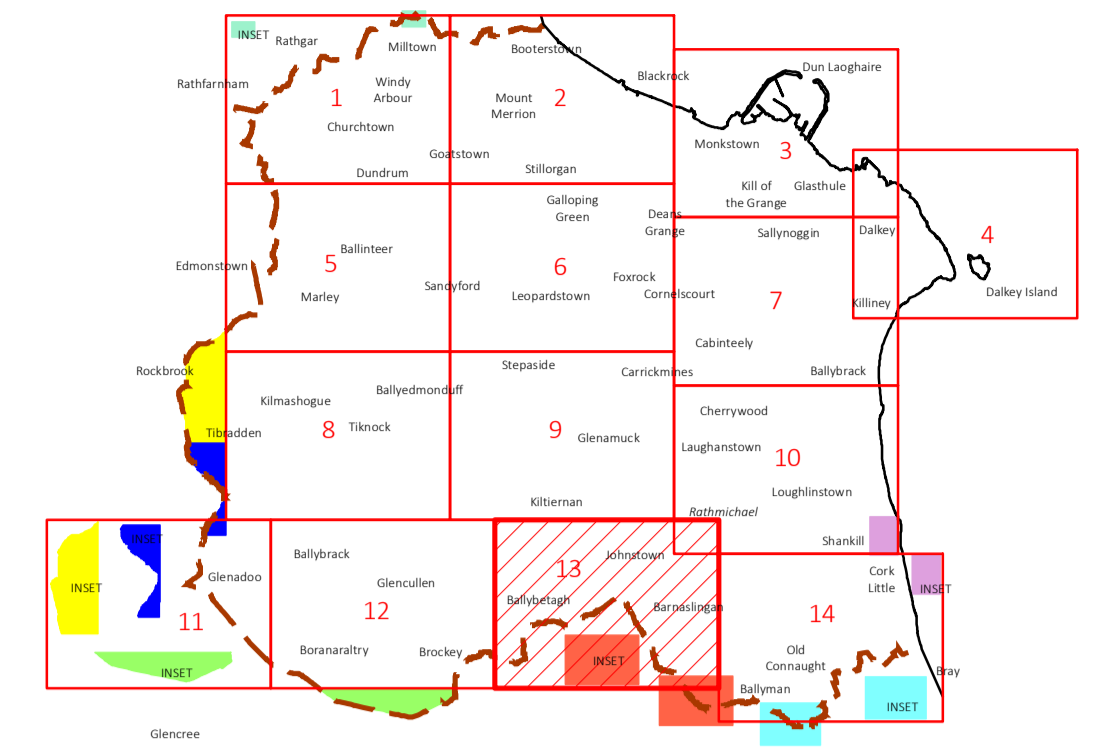 INSET
Rathgar
Milltown
Booterstown
Rathfarnham
Windy
Arbour
1
Mount
Merrion
2
Blackrock
Dun Laoghaire
Churchtown
Goatstown
Dundrum
Stillorgan
Monkstown
3
Kill of
the Grange
Glasthule
Galloping
Green
Deans
Grange
Sallynoggin
Dalkey
4
Dalkey Island
Killiney
Edmonstown
5
Ballinteer
Marley
Sandyford
6
Leopardstown
Foxrock
Cornelscourt
7
Cabinteely
Ballybrack
Rockbrook
Stepaside
Carrickmines
Kilmashogue
Ballyedmonduff
Tibradden
8
Tiknock
9
Glenamuck
Kiltiernan
Cherrywood
Laughanstown
10
Loughlinstown
Rathmichael
Shankill
INSET
INSET
Glenadoo
11
INSET
Ballybrack
Glencullen
12
Boranaraltry
Brockey
Johnstown
13
Ballybetagh
Barnaslingan
INSET
Cork
Little
INSET
14
Old
Connaught
Ballyman
Bray
INSET
Glencree